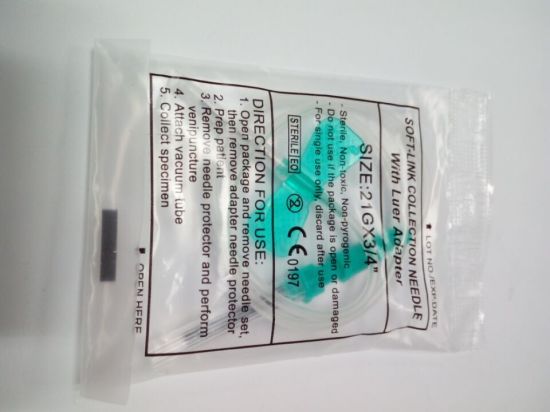 ★ LOT NO./EXP.DATE
SOFT-LINK COLLECTION NEEDLE
With Luer Adapter
SIZE:21GX3/4"
- Sterile, Non-toxic, Non-pyrogenic
- Do not use if the package is open or damaged
- For single use only, discard after use
STERILE EO 2 CE 0197
DIRECTION FOR USE:
1. Open package and remove needle set,
then remove adapter needle protector
2. Prep patient
3. Remove needle protector and perform
venipuncture
4. Attach vacuum tube
5. Collect specimen
■ OPEN HERE